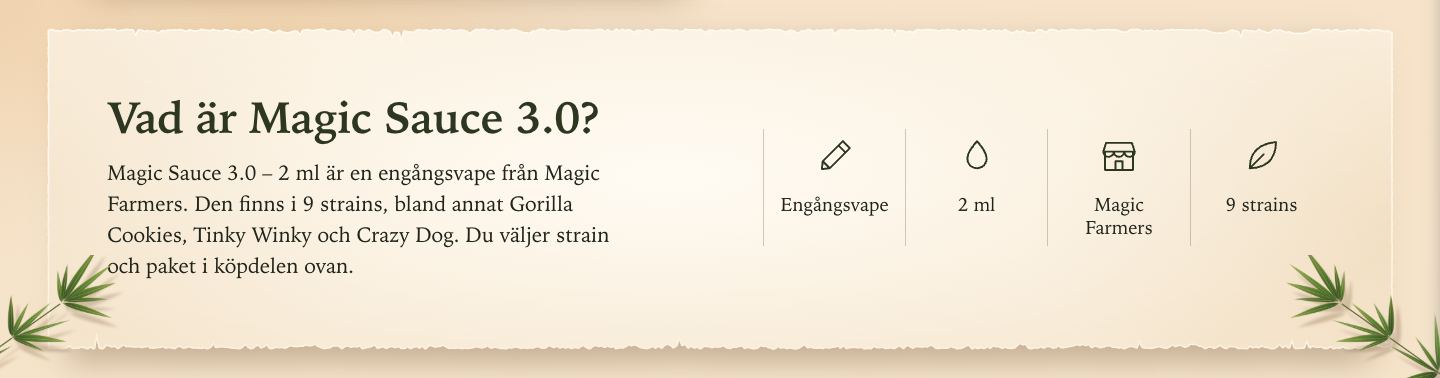 Vad är Magic Sauce 3.0?
Magic Sauce 3.0 – 2 ml är en engångsvape från Magic
Farmers. Den finns i 9 strains, bland annat Gorilla
Cookies, Tinky Winky och Crazy Dog. Du väljer strain
och paket i köpdelen ovan.
Engångsvape
2 ml
Magic
Farmers
9 strains